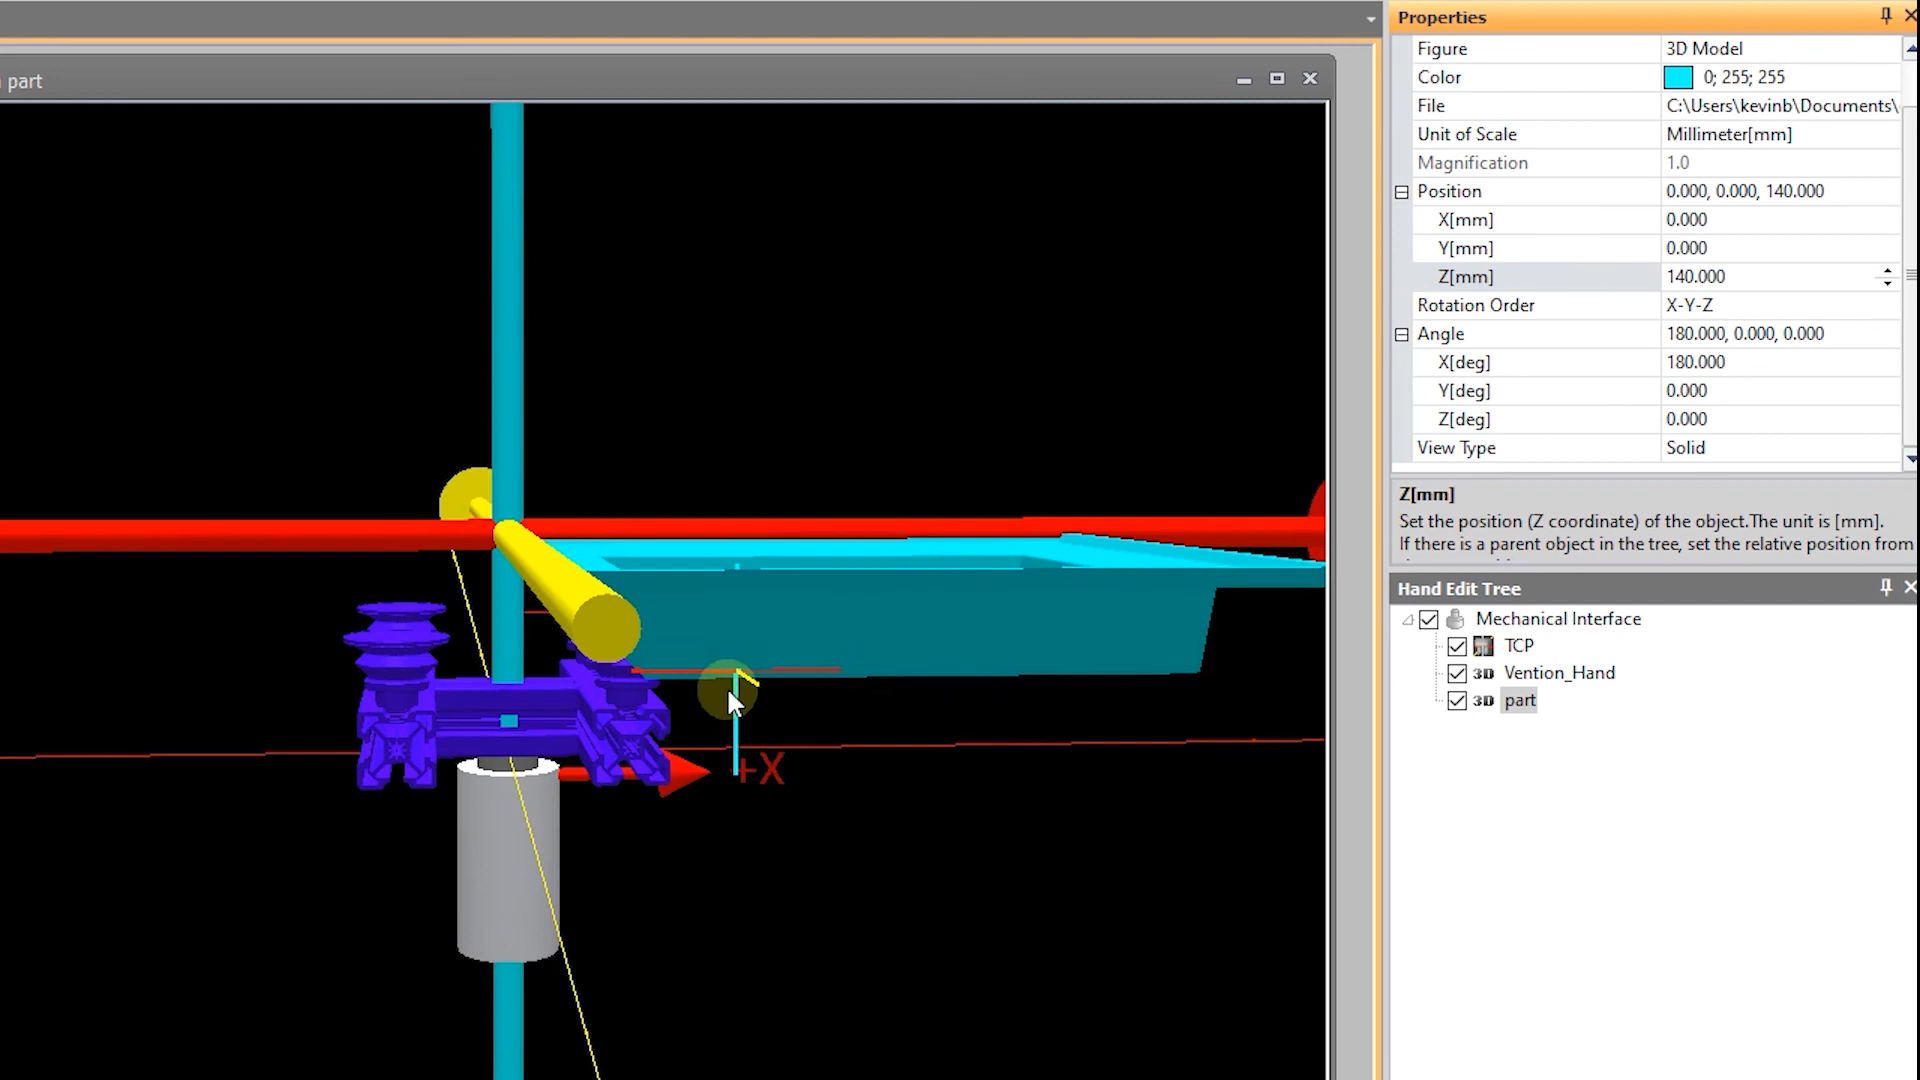 part
Properties
Figure 3D Model
Color 0; 255; 255
File C:\Users\kevinb\Documents\
Unit of Scale Millimeter[mm]
Magnification 1.0
Position 0.000, 0.000, 140.000
X[mm] 0.000
Y[mm] 0.000
Z[mm] 140.000
Rotation Order X-Y-Z
Angle 180.000, 0.000, 0.000
X[deg] 180.000
Y[deg] 0.000
Z[deg] 0.000
View Type Solid
Z[mm]
Set the position (Z coordinate) of the object.The unit is [mm].
If there is a parent object in the tree, set the relative position from
Hand Edit Tree
Mechanical Interface
TCP
3D Vention_Hand
3D part
+X